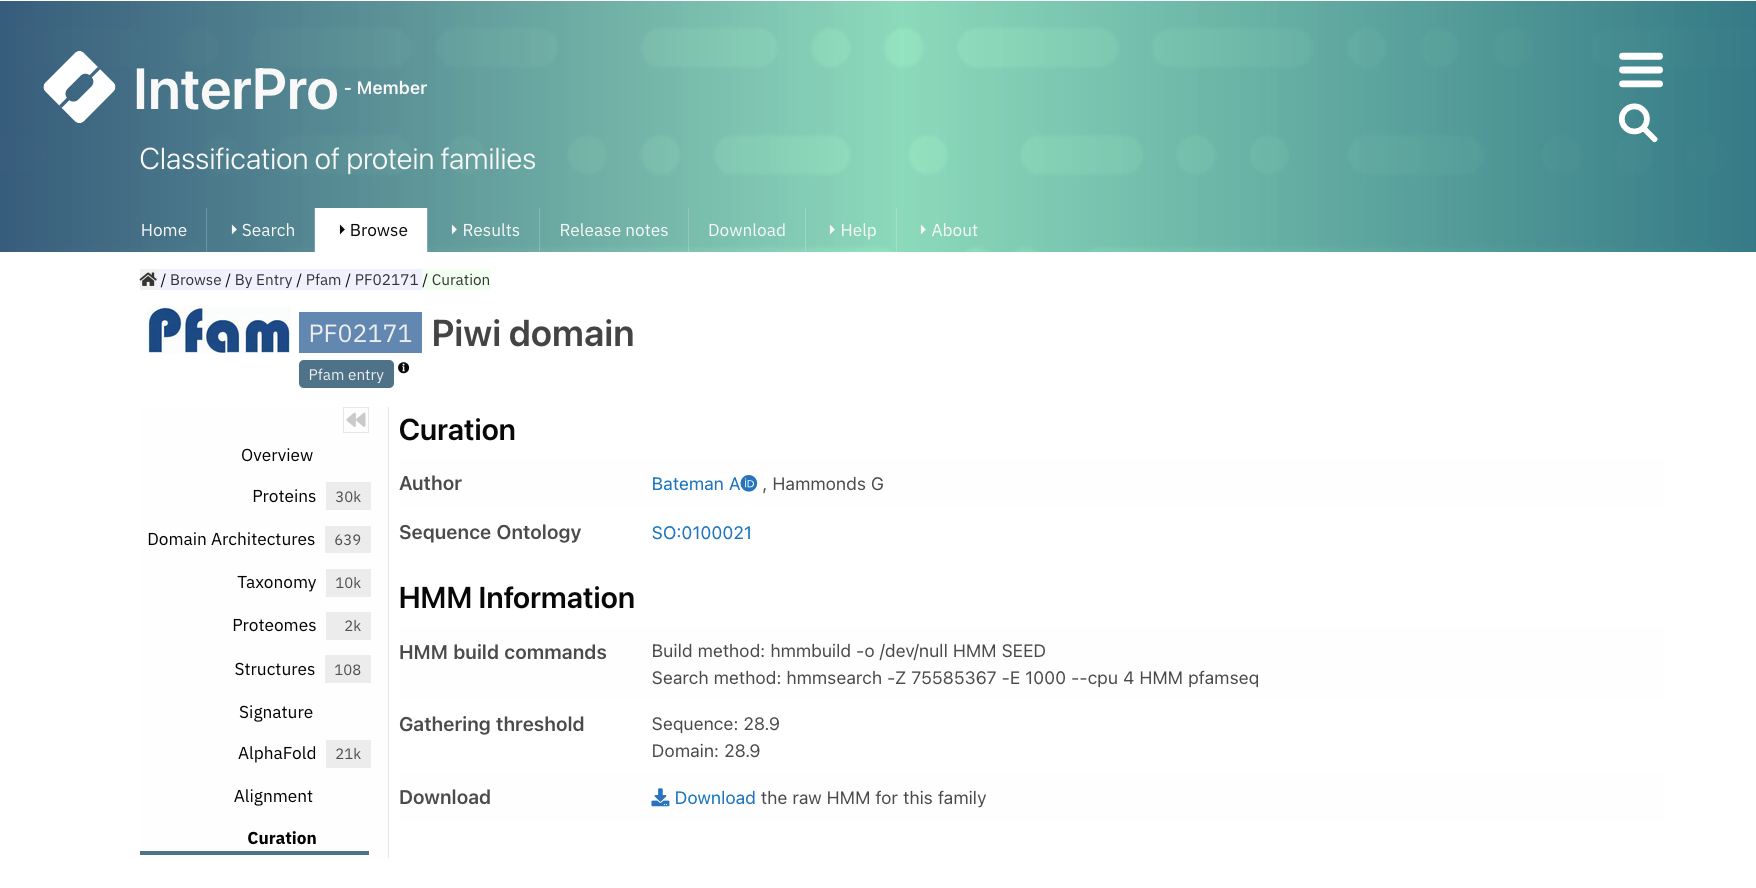 InterPro - Member
Classification of protein families
Home Search Browse Results Release notes Download Help About
/ Browse / By Entry / Pfam / PF02171 / Curation
Pfam PF02171 Piwi domain
Pfam entry
Overview
Proteins 30k
Domain Architectures 639
Taxonomy 10k
Proteomes 2k
Structures 108
Signature
AlphaFold 21k
Alignment
Curation
Curation
Author Bateman A iD , Hammonds G
Sequence Ontology SO:0100021
HMM Information
HMM build commands Build method: hmmbuild -o /dev/null HMM SEED
Search method: hmmsearch -Z 75585367 -E 1000 --cpu 4 HMM pfamseq
Gathering threshold Sequence: 28.9
Domain: 28.9
Download Download the raw HMM for this family